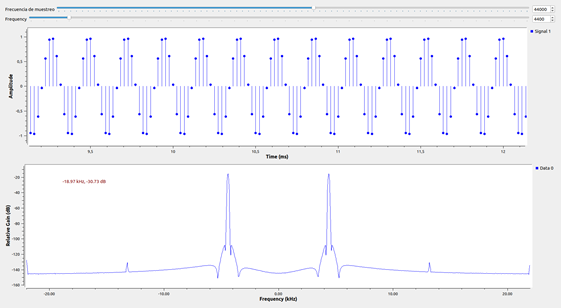 Frecuencia de muestreo 44000
Frequency 4400
Signal 1
Amplitude
1
0,5
0
-0,5
-1
9,5 10 10,5 11 11,5 12
Time (ms)
Data 0
-18.97 kHz, -30.73 dB
Relative Gain (dB)
-20
-40
-60
-80
-100
-120
-140
-160
-20.00 -10.00 0.00 10.00 20.00
Frequency (kHz)